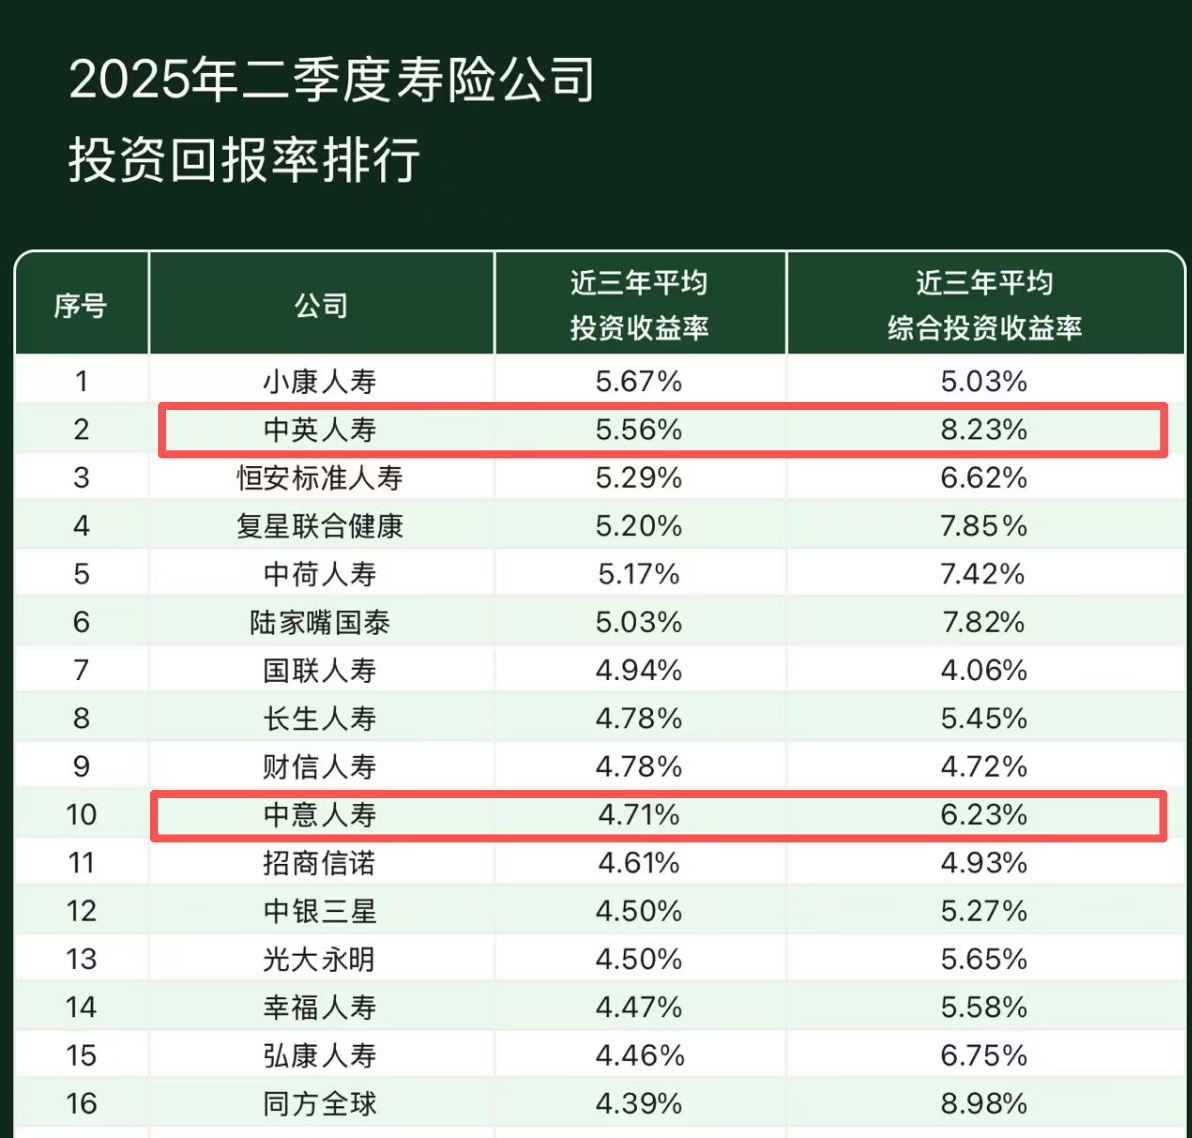 2025年二季度寿险公司
投资回报率排行
序号 公司 近三年平均投资收益率 近三年平均综合投资收益率
1 小康人寿 5.67% 5.03%
2 中英人寿 5.56% 8.23%
3 恒安标准人寿 5.29% 6.62%
4 复星联合健康 5.20% 7.85%
5 中荷人寿 5.17% 7.42%
6 陆家嘴国泰 5.03% 7.82%
7 国联人寿 4.94% 4.06%
8 长生人寿 4.78% 5.45%
9 财信人寿 4.78% 4.72%
10 中意人寿 4.71% 6.23%
11 招商信诺 4.61% 4.93%
12 中银三星 4.50% 5.27%
13 光大永明 4.50% 5.65%
14 幸福人寿 4.47% 5.58%
15 弘康人寿 4.46% 6.75%
16 同方全球 4.39% 8.98%